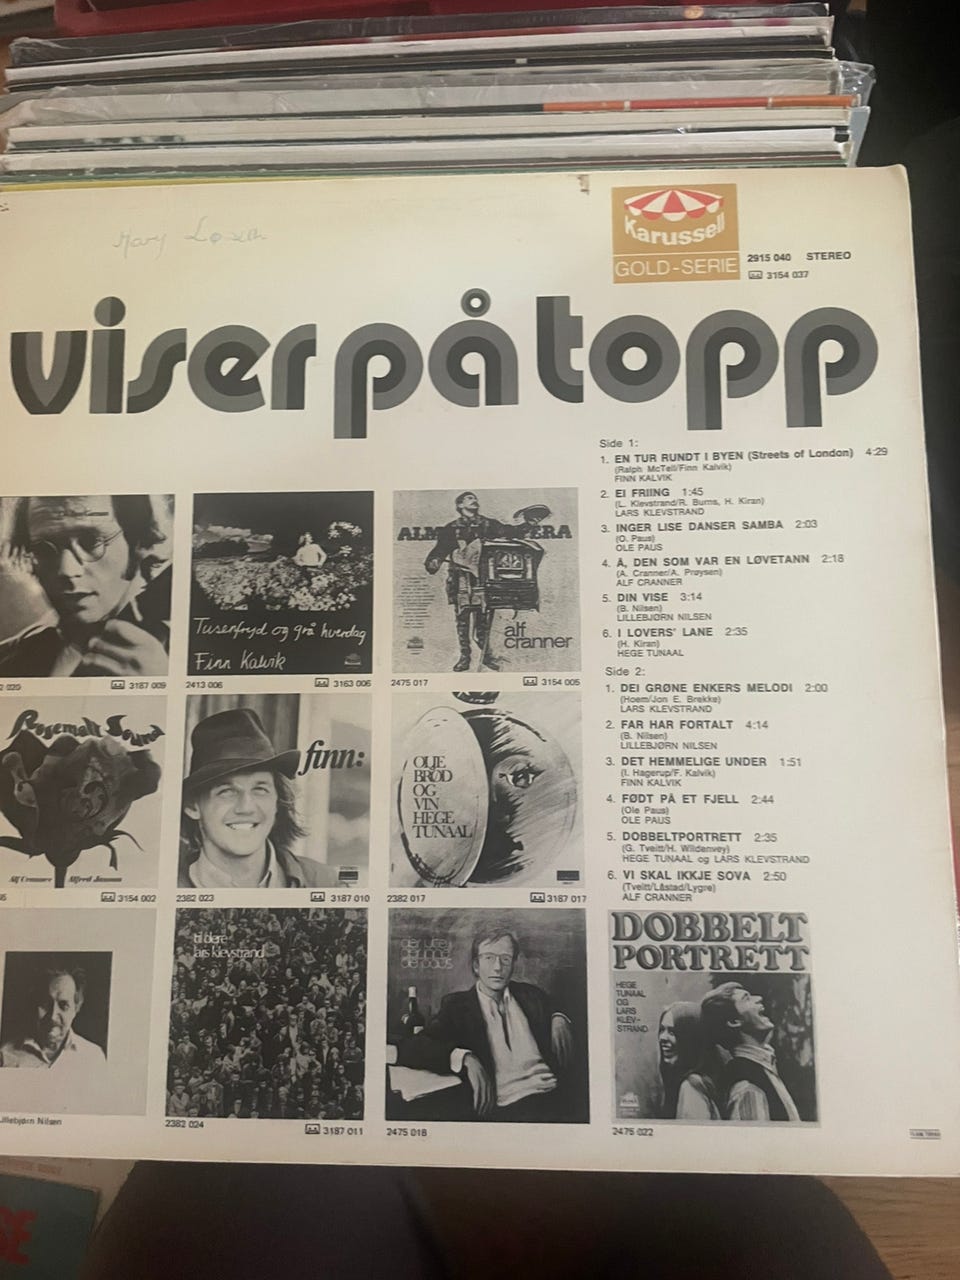 Karussell
GOLD-SERIE
2915 040 STEREO
3154 037
viser på topp
Side 1:
1. EN TUR RUNDT I BYEN (Streets of London) 4:29
(Ralph McTell/Finn Kalvik)
FINN KALVIK
2. EI FRIING 1:45
(L. Klevstrand/R. Burns, H. Kiran)
LARS KLEVSTRAND
3. INGER LISE DANSER SAMBA 2:03
(O. Paus)
OLE PAUS
4. Å, DEN SOM VAR EN LØVETANN 2:18
(A. Cranner/A. Prøysen)
ALF CRANNER
5. DIN VISE 3:14
(B. Nilsen)
LILLEBJØRN NILSEN
6. I LOVERS' LANE 2:35
(H. Kiran)
HEGE TUNAAL
Side 2:
1. DEI GRØNE ENKERS MELODI 2:00
(Hoem/Jon E. Brekke)
LARS KLEVSTRAND
2. FAR HAR FORTALT 4:14
(B. Nilsen)
LILLEBJØRN NILSEN
3. DET HEMMELIGE UNDER 1:51
(I. Hagerup/F. Kalvik)
FINN KALVIK
4. FØDT PÅ ET FJELL 2:44
(Ole Paus)
OLE PAUS
5. DOBBELTPORTRETT 2:35
(G. Tveitt/H. Wildenvey)
HEGE TUNAAL og LARS KLEVSTRAND
6. VI SKAL IKKJE SOVA 2:50
(Tveitt/Låstad/Lygre)
ALF CRANNER
Tusenfryd og grå hverdag
Finn Kalvik
alf
cranner
3187 009
2413 006
3163 006
2475 017
3154 005
Rosemalt Sound
Alf Cranner
finn:
OLJE
BRØD
OG
VIN
HEGE
TUNAAL
3154 002
2382 023
3187 010
2382 017
3187 017
til dere
lars klevstrand
DOBBELT
PORTRETT
HEGE
TUNAAL
OG
LARS
KLEV-
STRAND
Lillebjørn Nilsen
2382 024
3187 011
2475 018
2475 022